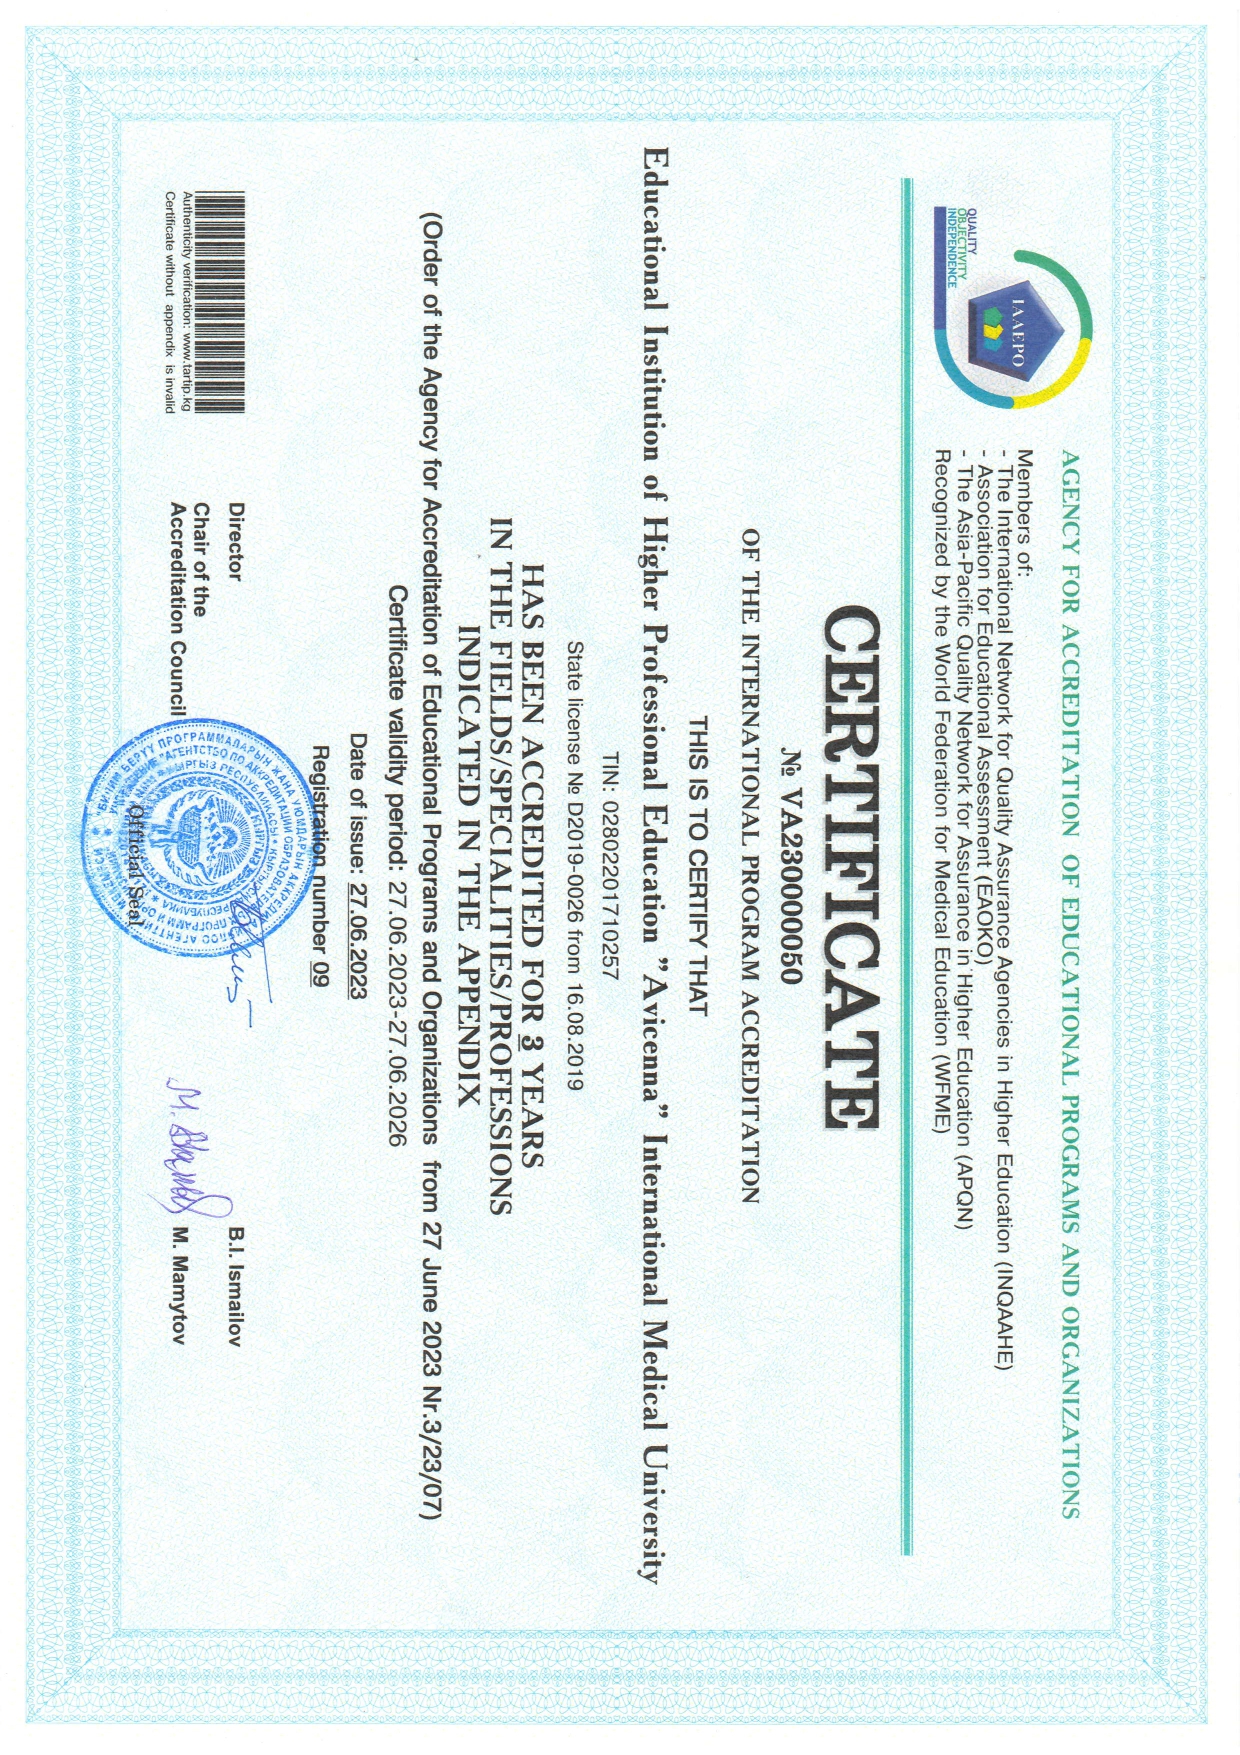 AGENCY FOR ACCREDITATION OF EDUCATIONAL PROGRAMS AND ORGANIZATIONS
IAAEPO
QUALITY
OBJECTIVITY
INDEPENDENCE
Members of:
- The International Network for Quality Assurance Agencies in Higher Education (INQAAHE)
- Association for Educational Assessment (EAOKO)
- The Asia-Pacific Quality Network for Assurance in Higher Education (APQN)
Recognized by the World Federation for Medical Education (WFME)
CERTIFICATE
№ VA230000050
OF THE INTERNATIONAL PROGRAM ACCREDITATION
THIS IS TO CERTIFY THAT
Educational Institution of Higher Professional Education ”Avicenna” International Medical University
TIN: 02802201710257
State license № D2019-0026 from 16.08.2019
HAS BEEN ACCREDITED FOR 3 YEARS
IN THE FIELDS/SPECIALITIES/PROFESSIONS
INDICATED IN THE APPENDIX
(Order of the Agency for Accreditation of Educational Programs and Organizations from 27 June 2023 Nr.3/23/07)
Certificate validity period: 27.06.2023-27.06.2026
Date of issue: 27.06.2023
Registration number 09
Director
B.I. Ismailov
Chair of the
Accreditation Council
M. Mamytov
Official Seal
Authenticity verification: www.tartip.kg
Certificate without appendix is invalid